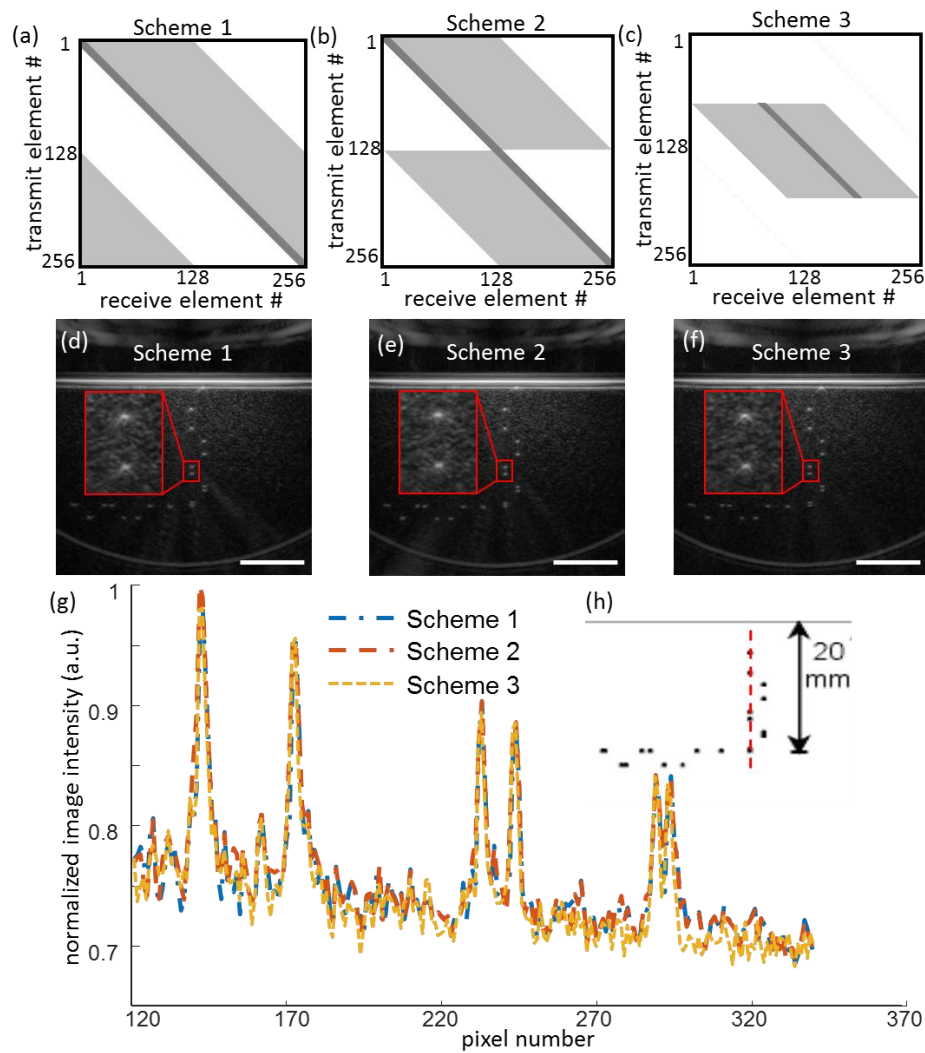 Scheme 1
Scheme 2
Scheme 3
(a)
(b)
(c)
transmit element #
1
128
256
1
128
256
receive element #
transmit element #
1
128
256
1
128
256
receive element #
transmit element #
1
128
256
1
128
256
receive element #
(d)
Scheme 1
(e)
Scheme 2
(f)
Scheme 3
(g)
normalized image intensity (a.u.)
1
0.9
0.8
0.7
Scheme 1
Scheme 2
Scheme 3
(h)
20
mm
120
170
220
270
320
370
pixel number